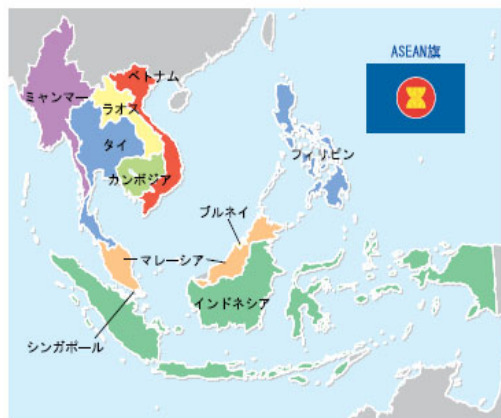 ASEAN旗
ベトナム
ミャンマー
ラオス
タイ
フィリピン
カンボジア
ブルネイ
マレーシア
インドネシア
シンガポール